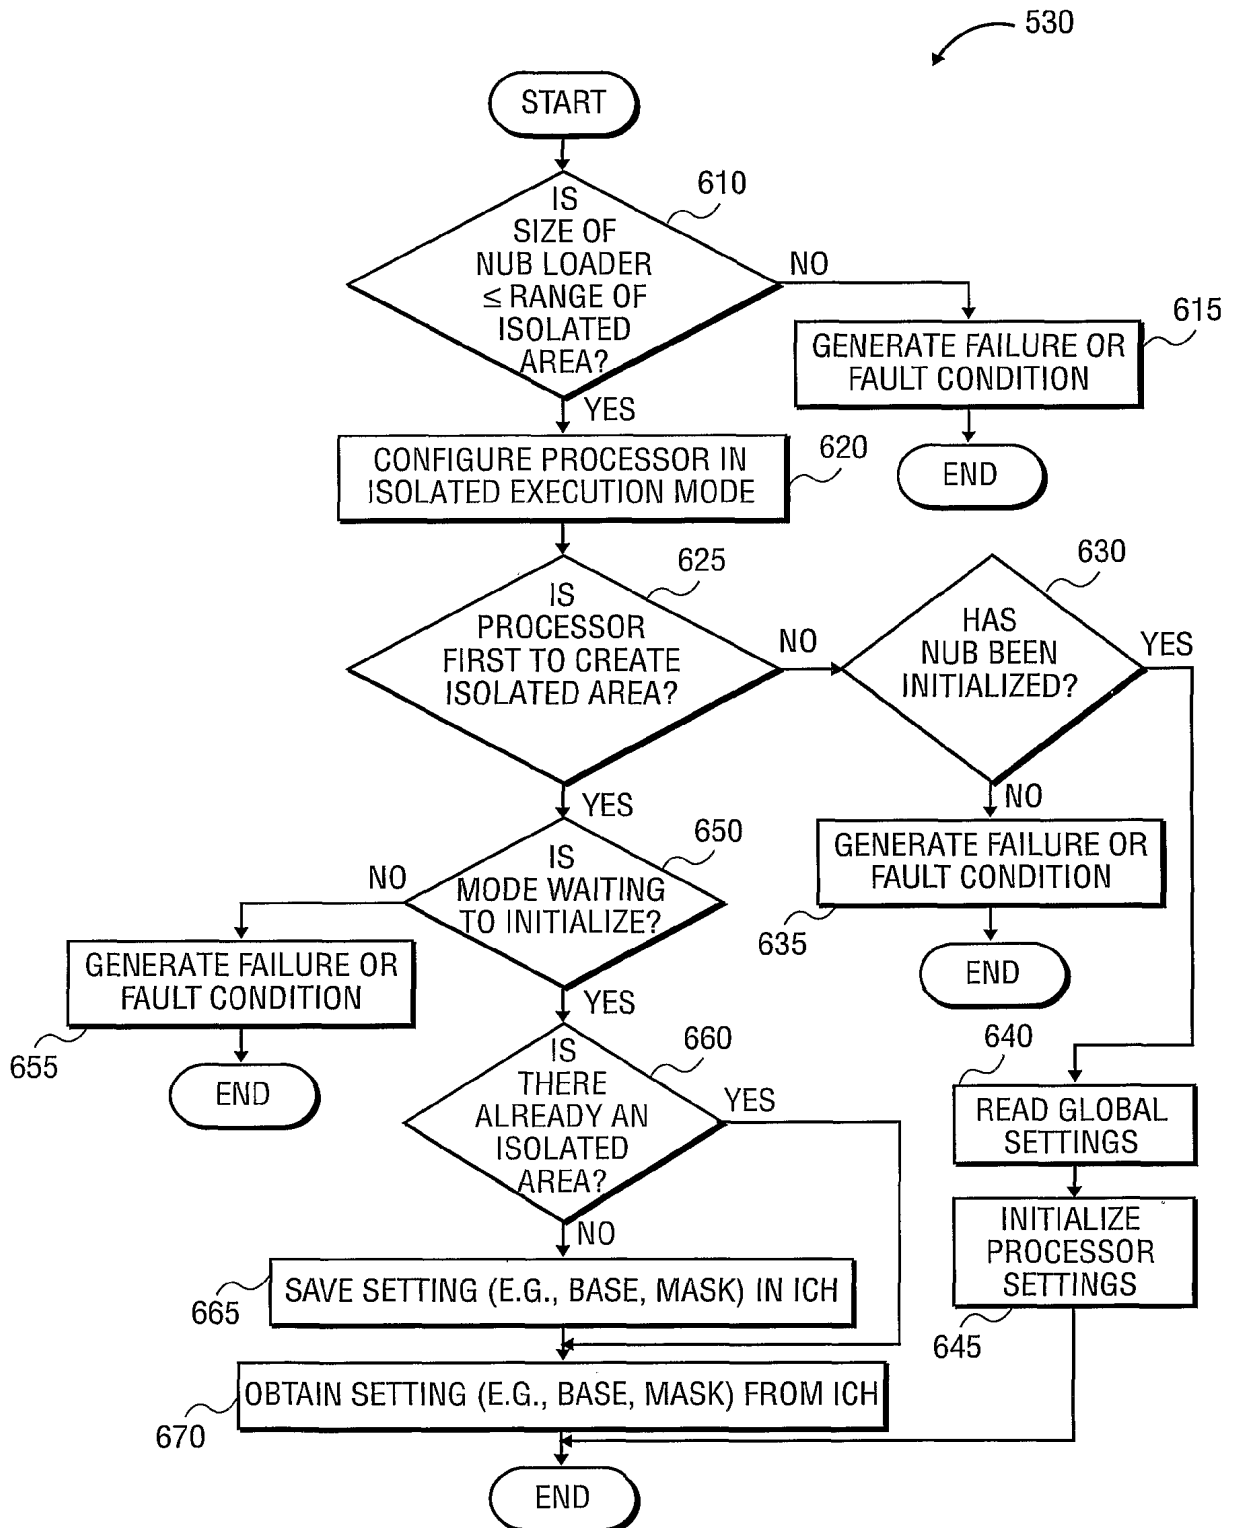 530
START
610
IS
SIZE OF
NUB LOADER
≤ RANGE OF
ISOLATED
AREA?
NO
615
GENERATE FAILURE OR
FAULT CONDITION
END
YES
620
CONFIGURE PROCESSOR IN
ISOLATED EXECUTION MODE
625
IS
PROCESSOR
FIRST TO CREATE
ISOLATED AREA?
NO
630
HAS
NUB BEEN
INITIALIZED?
YES
NO
GENERATE FAILURE OR
FAULT CONDITION
635
END
YES
650
IS
MODE WAITING
TO INITIALIZE?
NO
GENERATE FAILURE OR
FAULT CONDITION
655
END
YES
660
IS
THERE
ALREADY AN
ISOLATED
AREA?
YES
640
READ GLOBAL
SETTINGS
INITIALIZE
PROCESSOR
SETTINGS
645
NO
SAVE SETTING (E.G., BASE, MASK) IN ICH
665
OBTAIN SETTING (E.G., BASE, MASK) FROM ICH
670
END